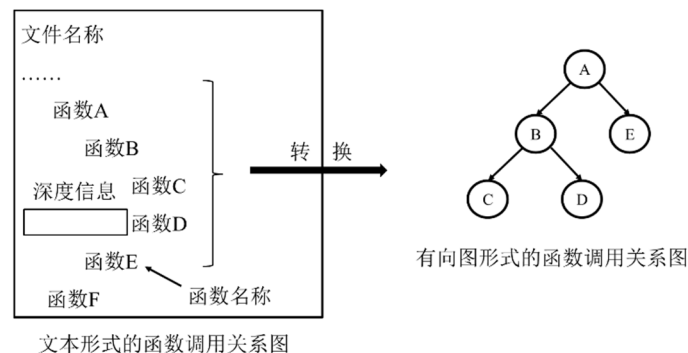 文件名称
……
函数A
函数B
函数C
深度信息
函数D
函数E
函数名称
函数F
文本形式的函数调用关系图
转换
A
B
E
C
D
有向图形式的函数调用关系图